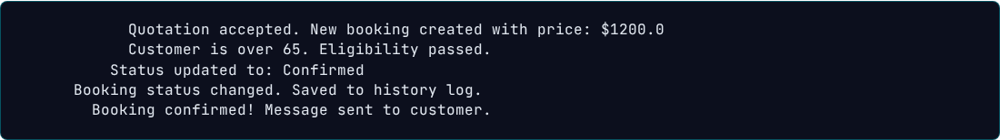 Quotation accepted. New booking created with price: $1200.0
Customer is over 65. Eligibility passed.
Status updated to: Confirmed
Booking status changed. Saved to history log.
Booking confirmed! Message sent to customer.